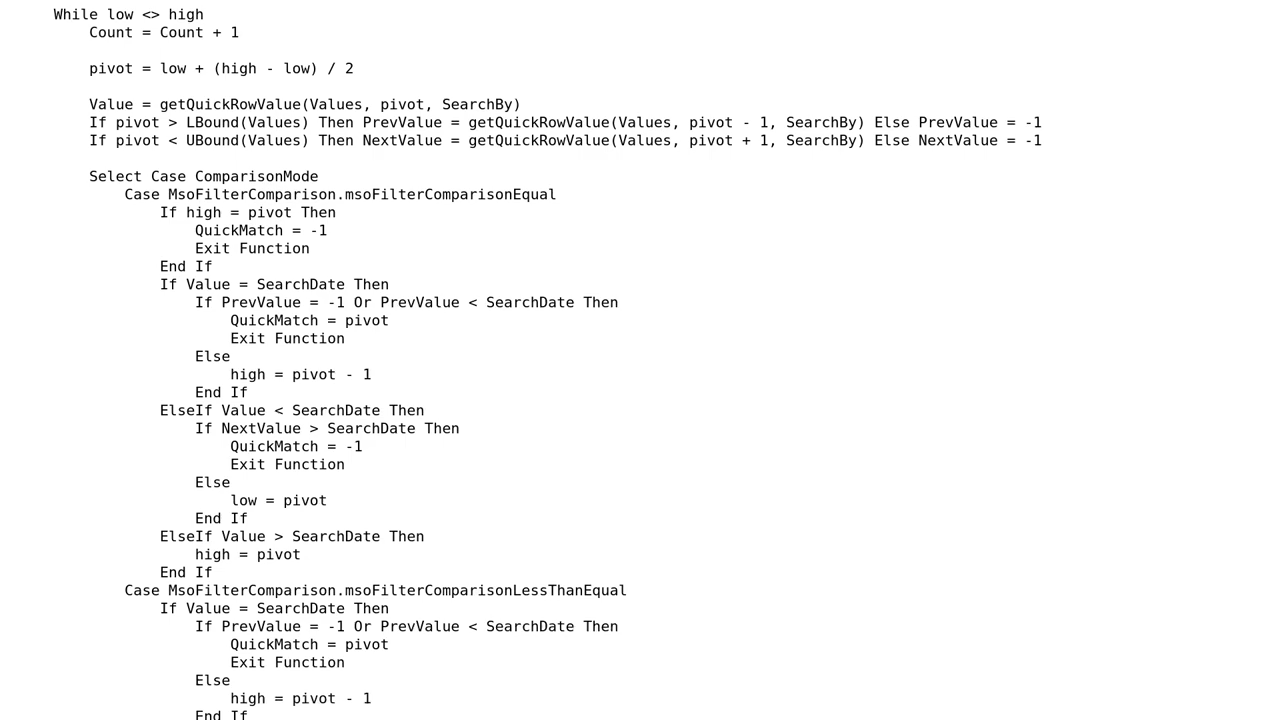 While low <> high
Count = Count + 1
pivot = low + (high - low) / 2
Value = getQuickRowValue(Values, pivot, SearchBy)
If pivot > LBound(Values) Then PrevValue = getQuickRowValue(Values, pivot - 1, SearchBy) Else PrevValue = -1
If pivot < UBound(Values) Then NextValue = getQuickRowValue(Values, pivot + 1, SearchBy) Else NextValue = -1
Select Case ComparisonMode
Case MsoFilterComparison.msoFilterComparisonEqual
If high = pivot Then
QuickMatch = -1
Exit Function
End If
If Value = SearchDate Then
If PrevValue = -1 Or PrevValue < SearchDate Then
QuickMatch = pivot
Exit Function
Else
high = pivot - 1
End If
ElseIf Value < SearchDate Then
If NextValue > SearchDate Then
QuickMatch = -1
Exit Function
Else
low = pivot
End If
ElseIf Value > SearchDate Then
high = pivot
End If
Case MsoFilterComparison.msoFilterComparisonLessThanEqual
If Value = SearchDate Then
If PrevValue = -1 Or PrevValue < SearchDate Then
QuickMatch = pivot
Exit Function
Else
high = pivot - 1
End If